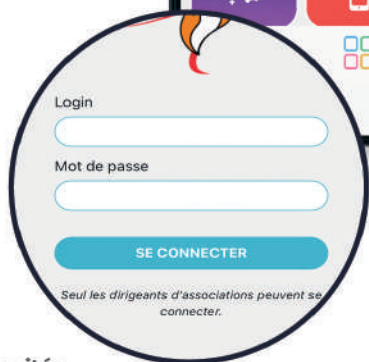 Login
Mot de passe
SE CONNECTER
Seul les dirigeants d'associations peuvent se
connecter.